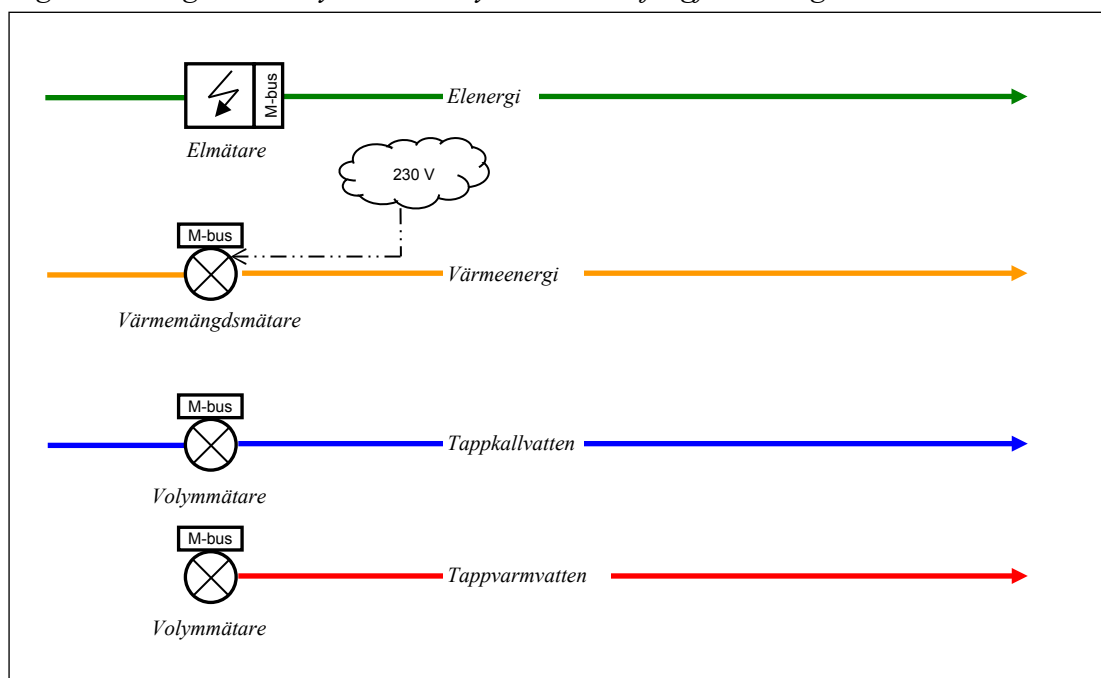 M-bus
Elenergi
Elmätare
230 V
M-bus
Värmeenergi
Värmemängdsmätare
M-bus
Tappkallvatten
Volymmätare
M-bus
Tappvarmvatten
Volymmätare